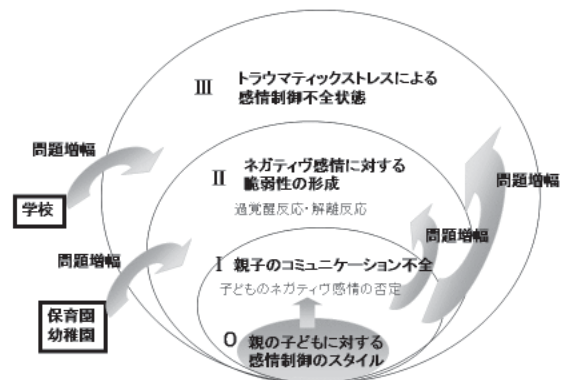 Ⅲ トラウマティックストレスによる
感情制御不全状態
問題増幅
学校
Ⅱ ネガティヴ感情に対する
脆弱性の形成
過覚醒反応・解離反応
問題増幅
問題増幅
問題増幅
Ⅰ 親子のコミュニケーション不全
子どものネガティヴ感情の否定
保育園
幼稚園
0 親の子どもに対する
感情制御のスタイル